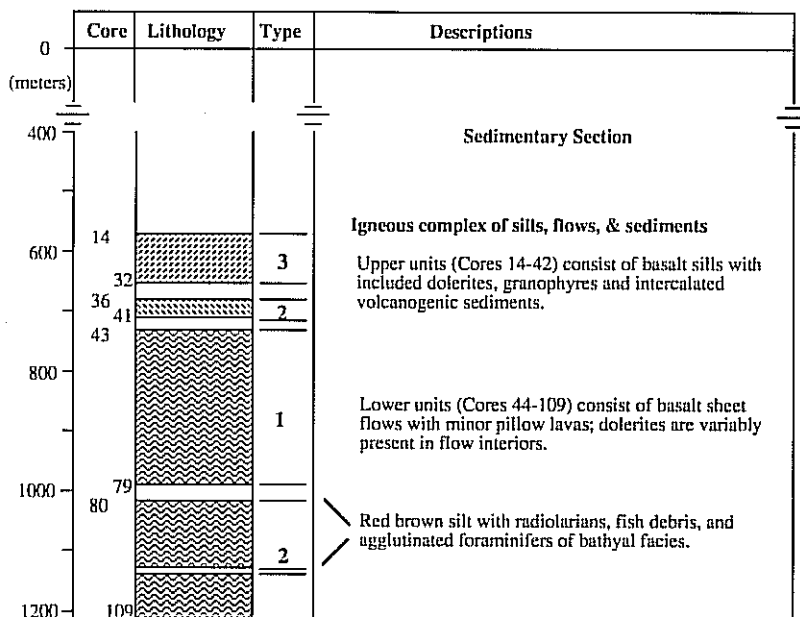 Core Lithology Type Descriptions
0
(meters)
400
Sedimentary Section
14
Igneous complex of sills, flows, & sediments
600
3
Upper units (Cores 14-42) consist of basalt sills with
included dolerites, granophyres and intercalated
volcanogenic sediments.
32
36
41
2
43
800
1
Lower units (Cores 44-109) consist of basalt sheet
flows with minor pillow lavas; dolerites are variably
present in flow interiors.
79
1000
80
Red brown silt with radiolarians, fish debris, and
agglutinated foraminifers of bathyal facies.
2
1200
109